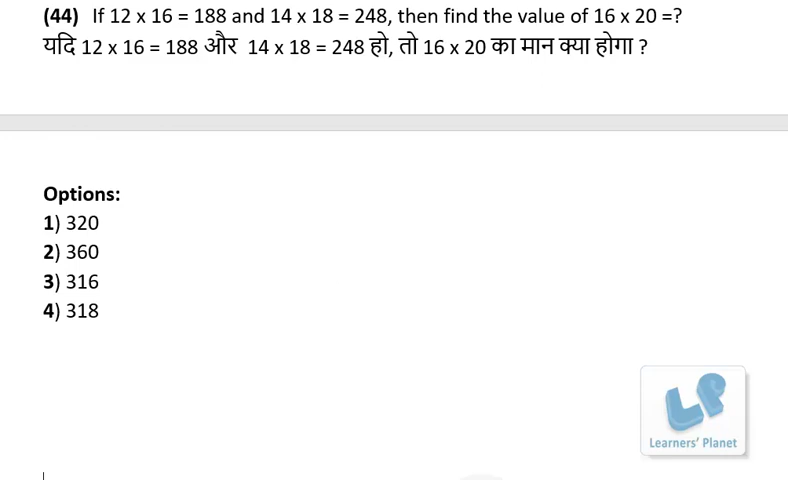 (44) If 12 x 16 = 188 and 14 x 18 = 248, then find the value of 16 x 20 =?
यदि 12 x 16 = 188 और 14 x 18 = 248 हो, तो 16 x 20 का मान क्या होगा ?
Options:
1) 320
2) 360
3) 316
4) 318
LP
Learners' Planet